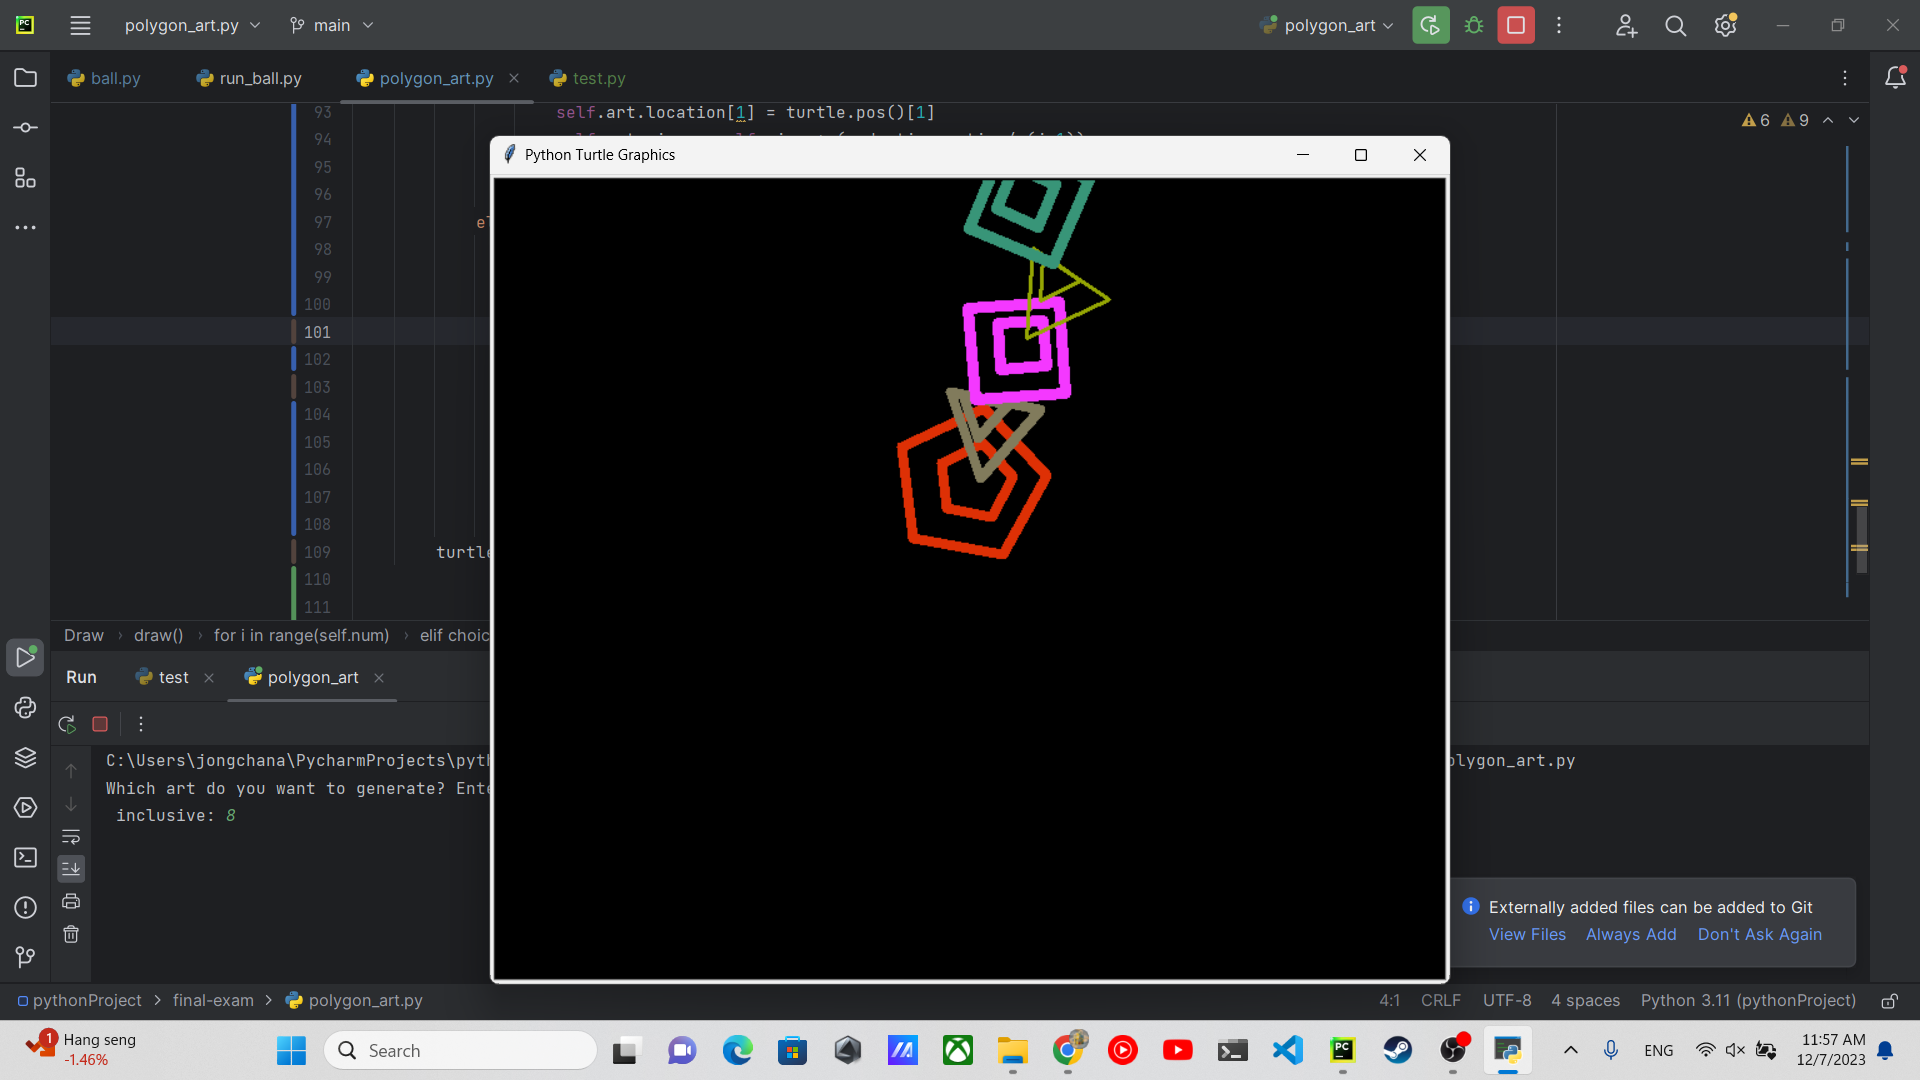 polygon_art.py
main
polygon_art
ball.py
run_ball.py
polygon_art.py
test.py
93 self.art.location[1] = turtle.pos()[1]
94
95
96
97
98
99
100
101
102
103
104
105
106
107
108
109 turtle
110
111
6 9
Python Turtle Graphics
Draw › draw() › for i in range(self.num) › elif choic
Run test polygon_art
C:\Users\jongchana\PycharmProjects\pyth olygon_art.py
Which art do you want to generate? Ente
inclusive: 8
Externally added files can be added to Git
View Files Always Add Don't Ask Again
pythonProject > final-exam > polygon_art.py
4:1 CRLF UTF-8 4 spaces Python 3.11 (pythonProject)
1 Hang seng
-1.46%
Search
ENG
11:57 AM
12/7/2023